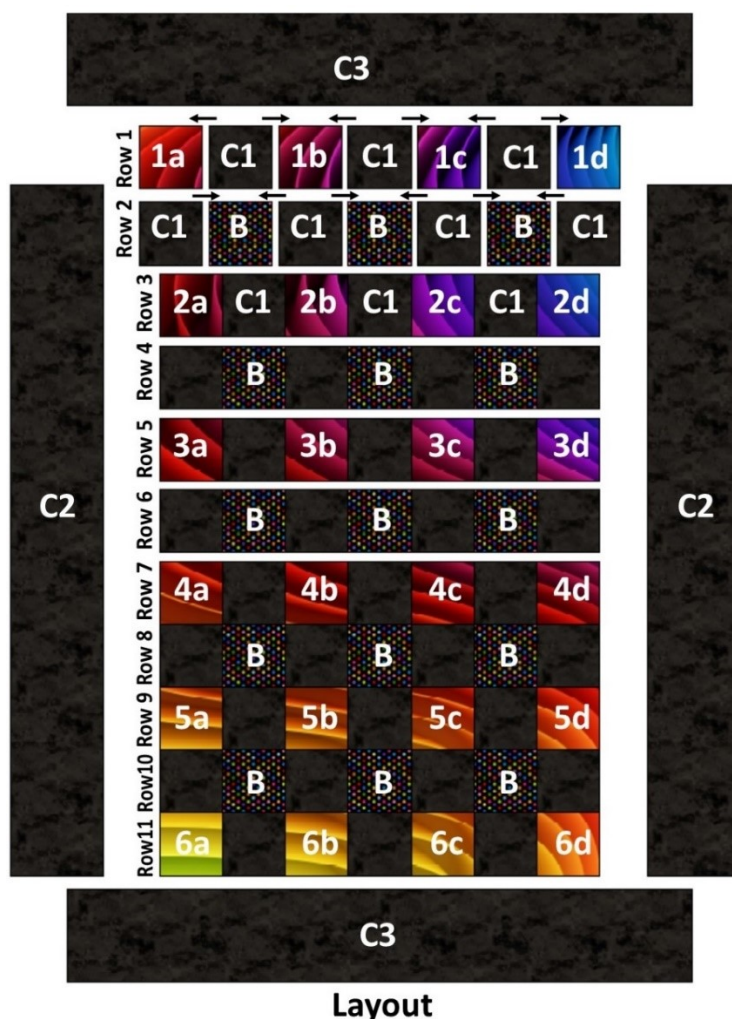 C3
Row 1 1a C1 1b C1 1c C1 1d
Row 2 C1 B C1 B C1 B C1
Row 3 2a C1 2b C1 2c C1 2d
Row 4 B B B
Row 5 3a 3b 3c 3d
C2 Row 6 B B B C2
Row 7 4a 4b 4c 4d
Row 8 B B B
Row 9 5a 5b 5c 5d
Row10 B B B
Row11 6a 6b 6c 6d
C3
Layout